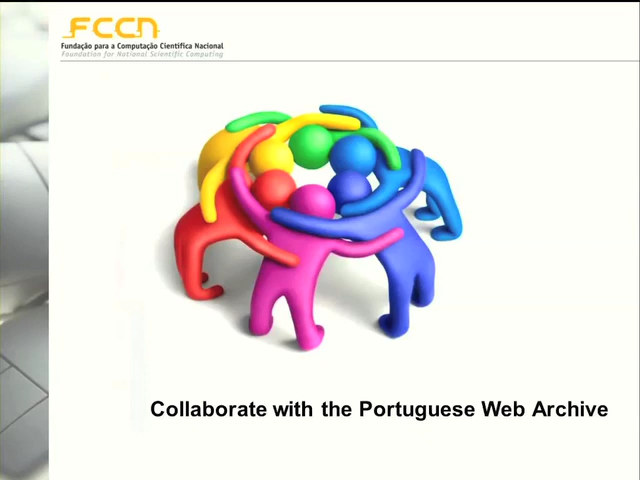 FCCN
Fundação para a Computação Científica Nacional
Foundation for National Scientific Computing
Collaborate with the Portuguese Web Archive